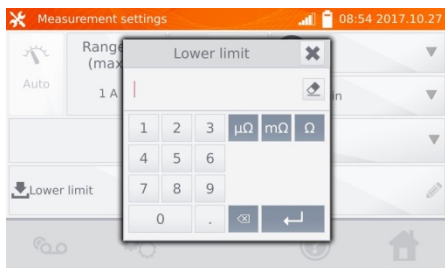 Measurement settings 08:54 2017.10.27
Range
(max
Auto
1 A
in
Lower limit
Lower limit
1 2 3 µΩ mΩ Ω
4 5 6
7 8 9
0 .